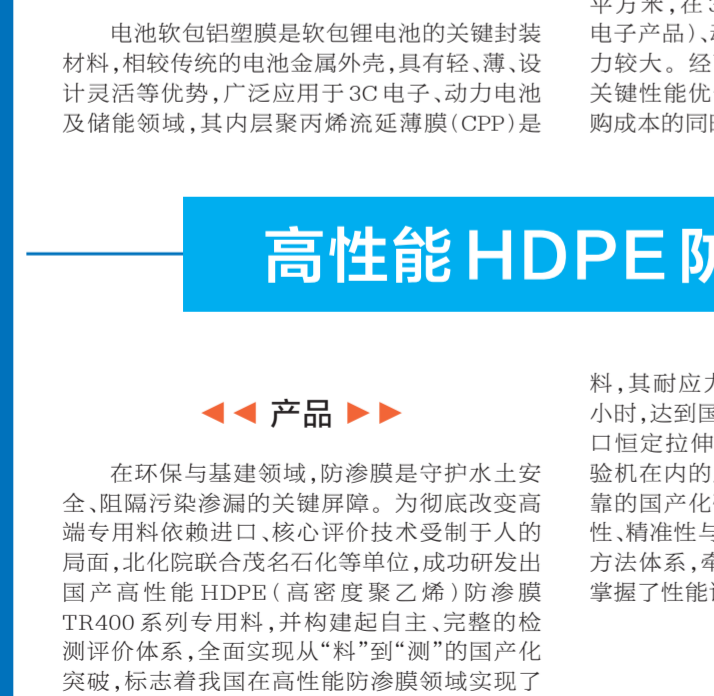 电池软包铝塑膜是软包锂电池的关键封装
材料,相较传统的电池金属外壳,具有轻、薄、设
计灵活等优势,广泛应用于3C电子、动力电池
及储能领域,其内层聚丙烯流延薄膜(CPP)是
平方米,在
电子产品)、
力较大。经
关键性能优
购成本的同
高性能HDPE防
产品
在环保与基建领域,防渗膜是守护水土安
全、阻隔污染渗漏的关键屏障。为彻底改变高
端专用料依赖进口、核心评价技术受制于人的
局面,北化院联合茂名石化等单位,成功研发出
国产高性能HDPE(高密度聚乙烯)防渗膜
TR400系列专用料,并构建起自主、完整的检
测评价体系,全面实现从“料”到“测”的国产化
突破,标志着我国在高性能防渗膜领域实现了
料,其耐应
小时,达到国
口恒定拉伸
验机在内的
靠的国产化
性、精准性与
方法体系,牵
掌握了性能